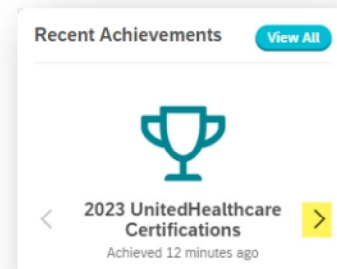 Recent Achievements
View All
2023 UnitedHealthcare
Certifications
Achieved 12 minutes ago